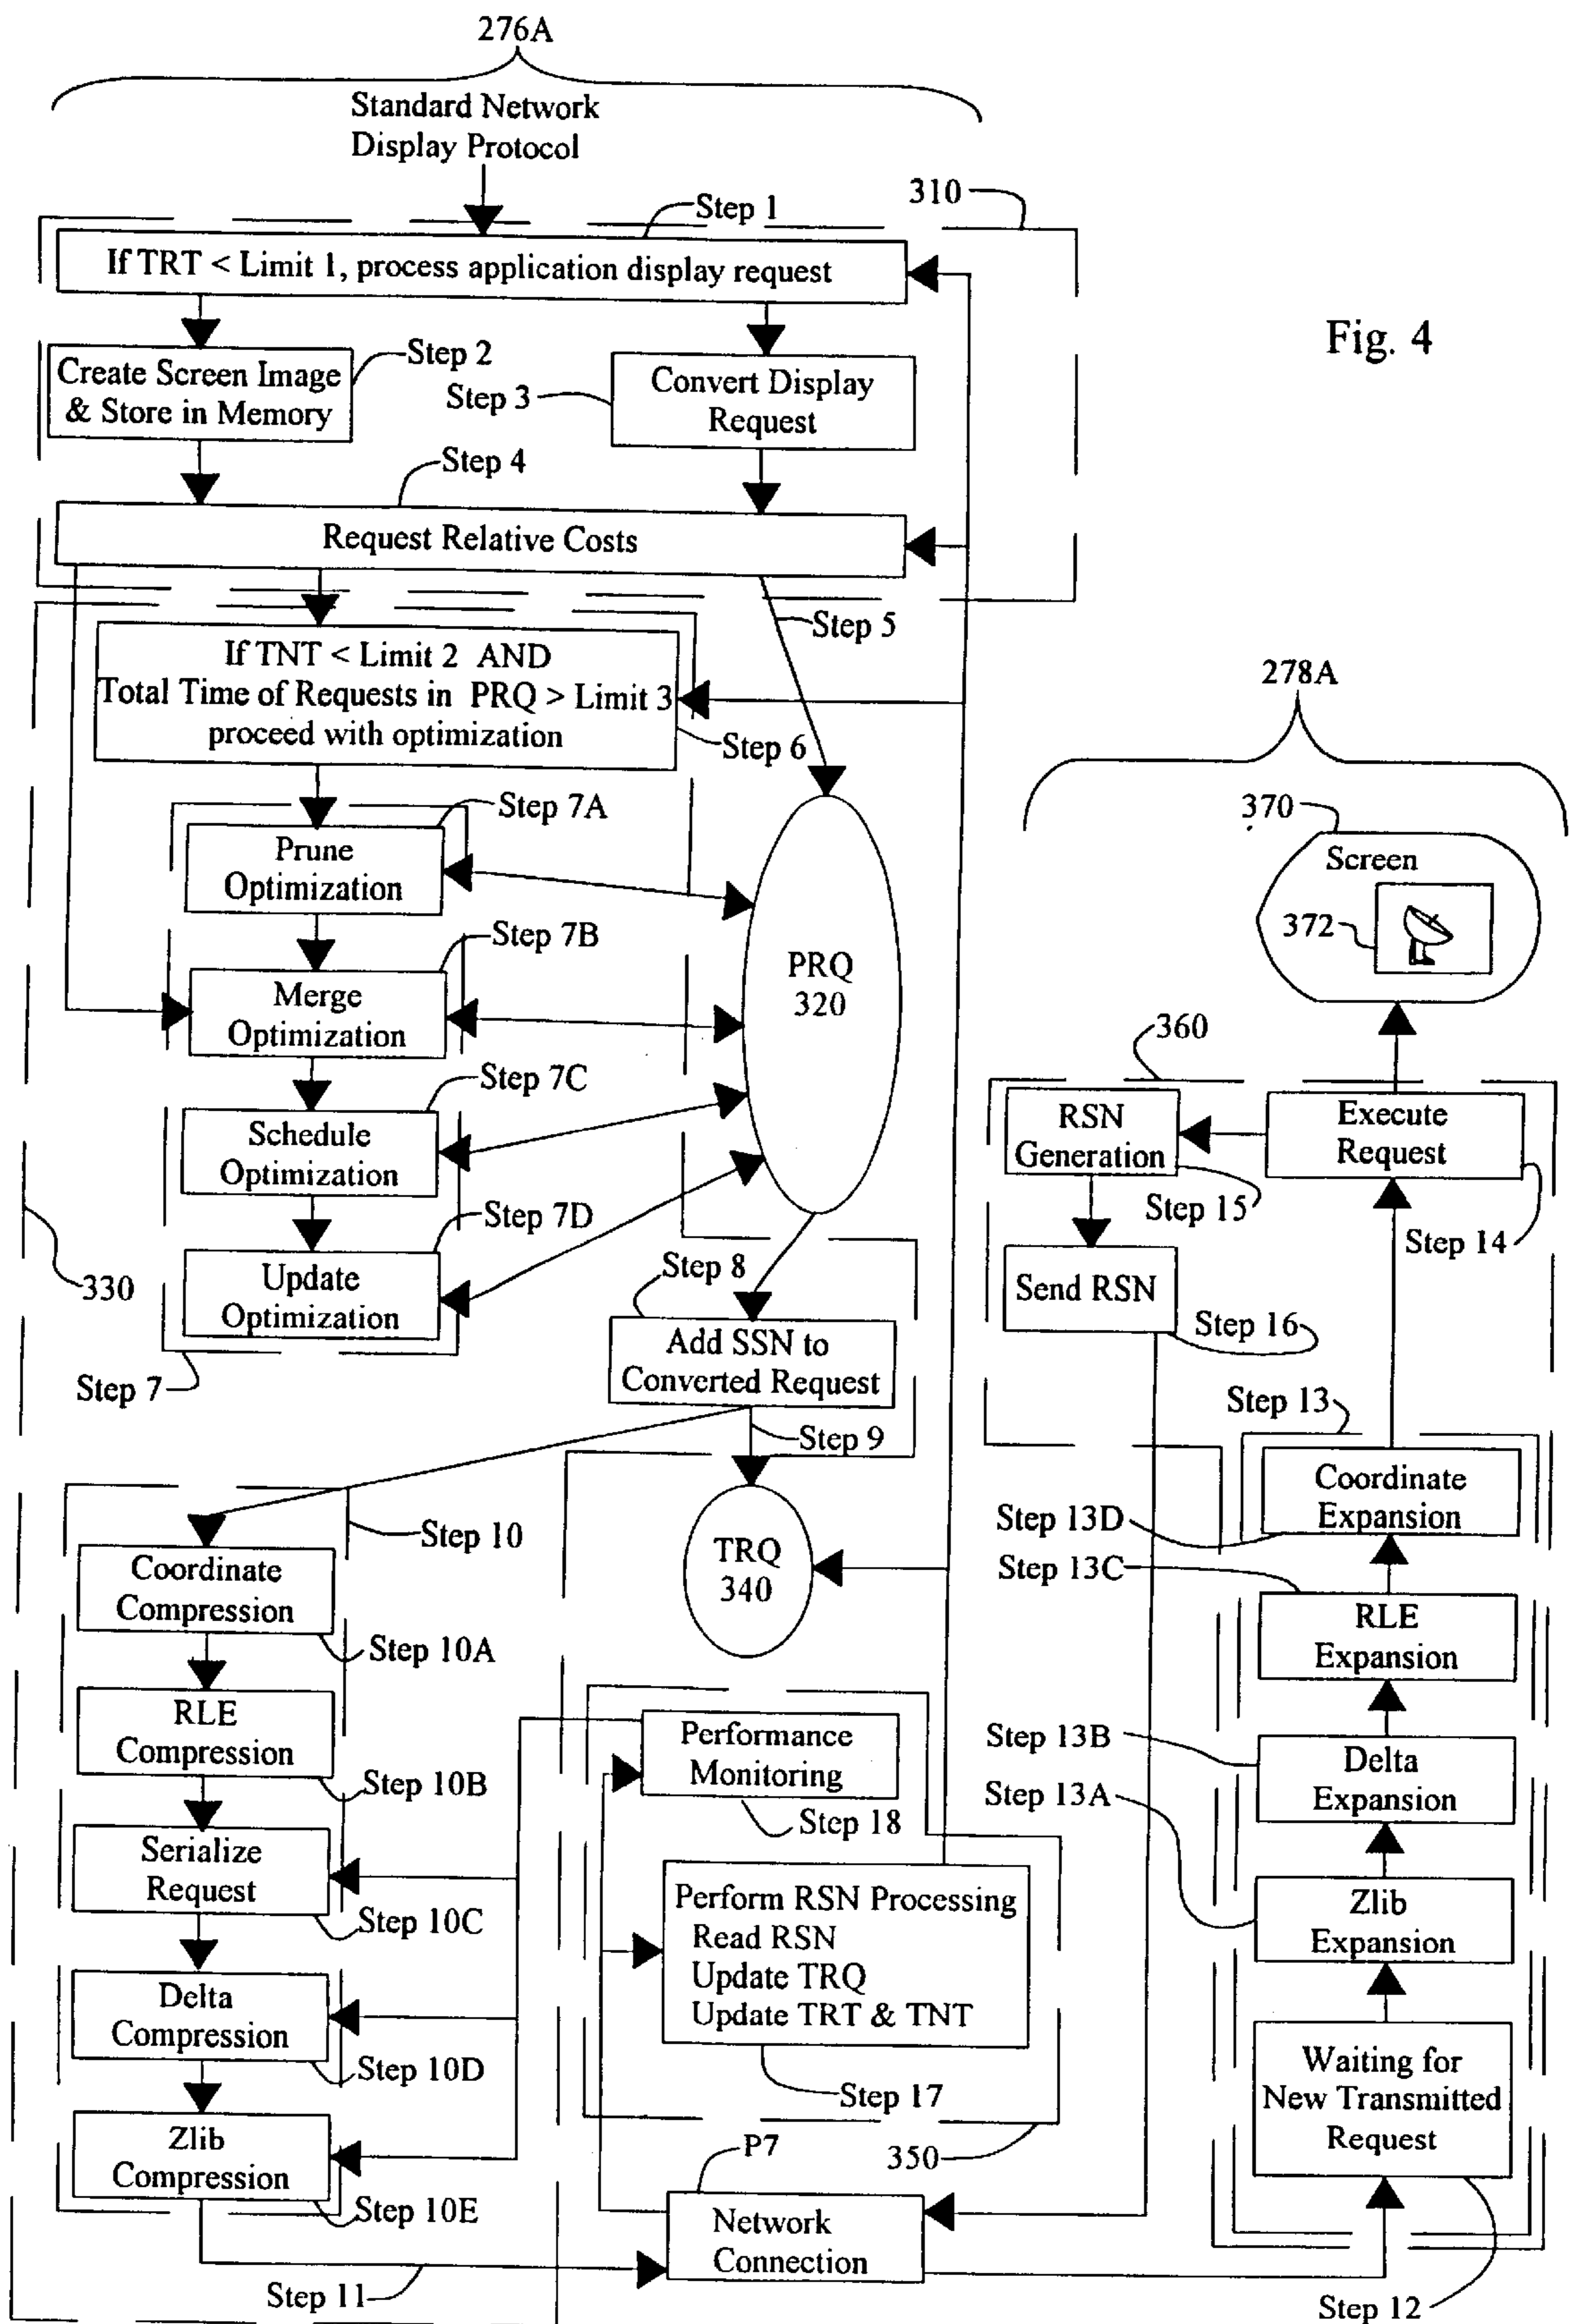 276A
Standard Network
Display Protocol
310
Step 1
If TRT < Limit 1, process application display request
Fig. 4
Create Screen Image
& Store in Memory
Step 2
Step 3
Convert Display
Request
Step 4
Request Relative Costs
Step 5
If TNT < Limit 2 AND
Total Time of Requests in PRQ > Limit 3
proceed with optimization
Step 6
278A
Step 7A
Prune
Optimization
370
Screen
372
Step 7B
Merge
Optimization
PRQ
320
360
Step 7C
Schedule
Optimization
RSN
Generation
Step 15
Execute
Request
Step 14
Step 7D
Update
Optimization
330
Step 7
Step 8
Add SSN to
Converted Request
Send RSN
Step 16
Step 9
Step 13
Coordinate
Expansion
Step 13D
Step 10
Coordinate
Compression
Step 10A
TRQ
340
Step 13C
RLE
Expansion
RLE
Compression
Step 10B
Performance
Monitoring
Step 18
Step 13B
Delta
Expansion
Step 13A
Serialize
Request
Step 10C
Perform RSN Processing
Read RSN
Update TRQ
Update TRT & TNT
Step 17
Zlib
Expansion
Delta
Compression
Step 10D
Waiting for
New Transmitted
Request
Zlib
Compression
Step 10E
P7
350
Network
Connection
Step 11
Step 12